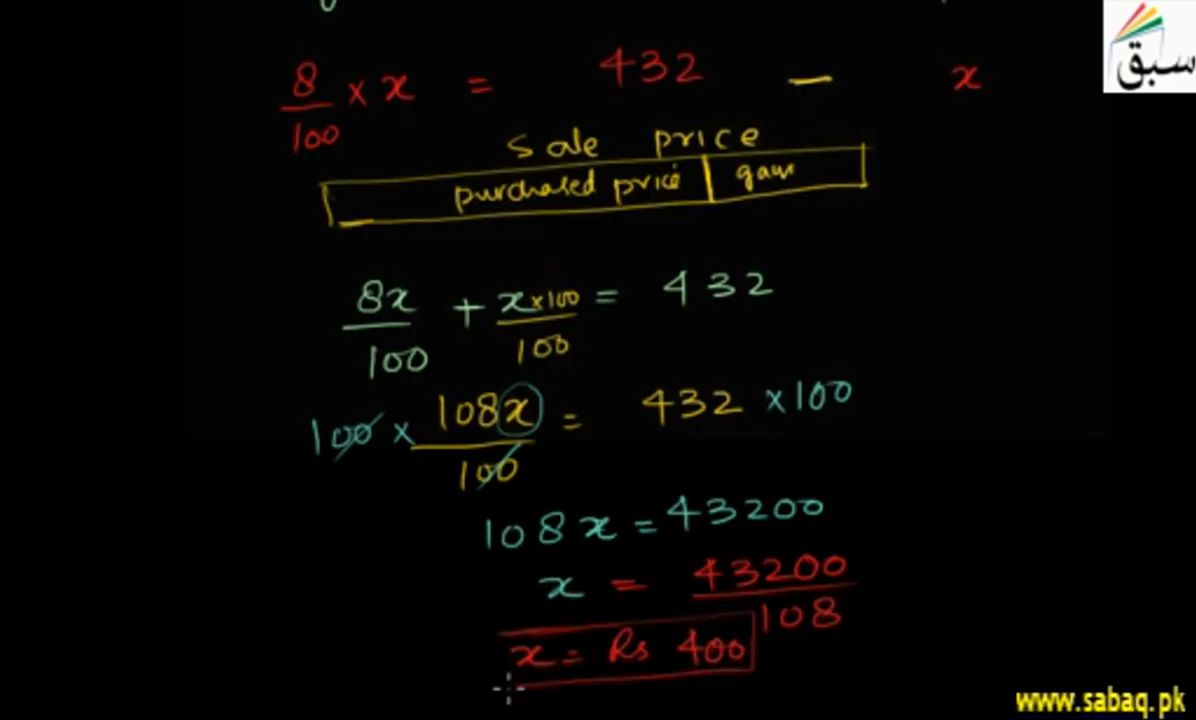 سبق
8/100 × x = 432 − x
Sale price
purchased price | gain
8x/100 + x×100/100 = 432
100 × 108x/100 = 432 ×100
108x = 43200
x = 43200/108
x = Rs 400
www.sabaq.pk